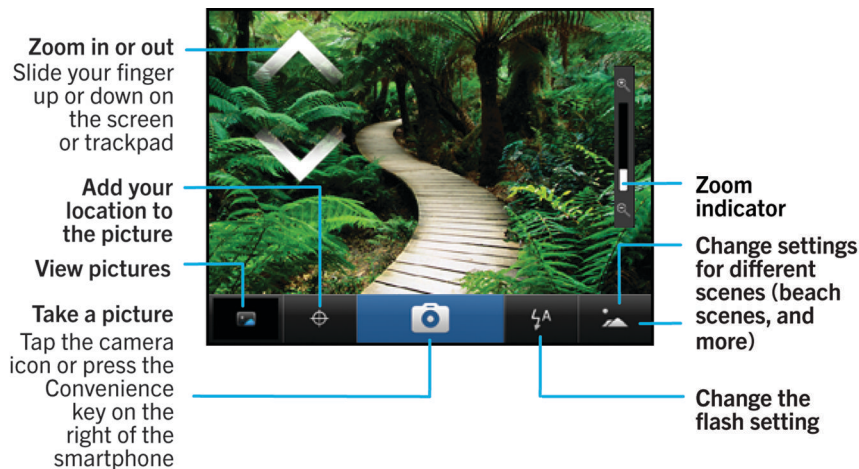 Zoom in or out
Slide your finger
up or down on
the screen
or trackpad
Add your
location to
the picture
View pictures
Take a picture
Tap the camera
icon or press the
Convenience
key on the
right of the
smartphone
A
Zoom
indicator
Change settings
for different
scenes (beach
scenes, and
more)
Change the
flash setting